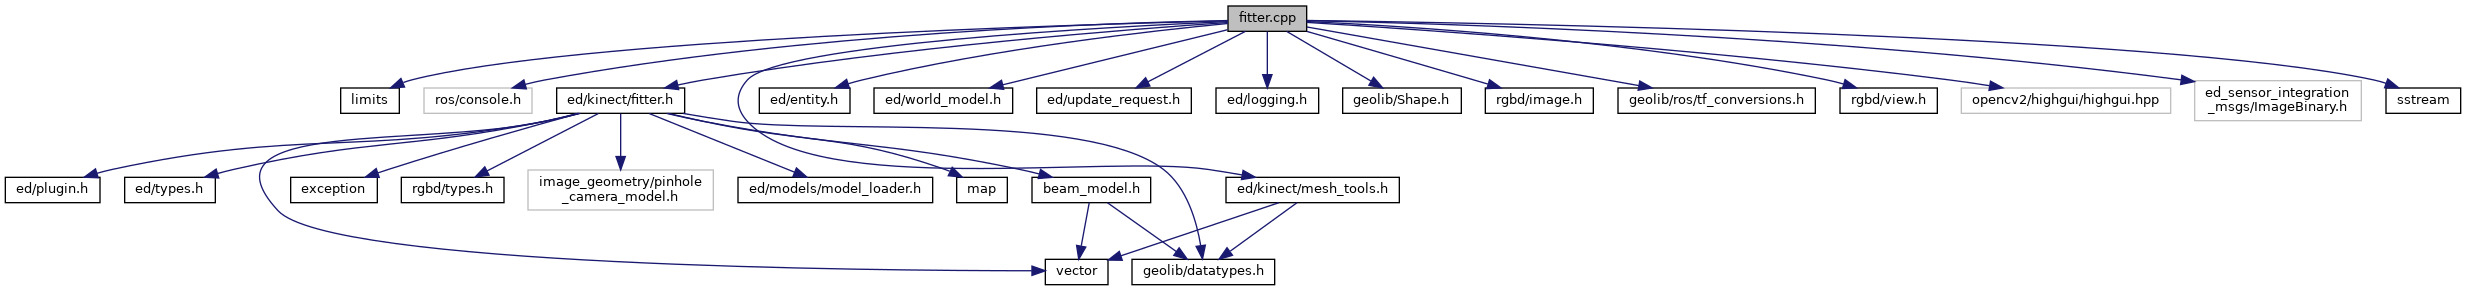 fitter.cpp
limits
ros/console.h
ed/kinect/fitter.h
ed/entity.h
ed/world_model.h
ed/update_request.h
ed/logging.h
geolib/Shape.h
rgbd/image.h
geolib/ros/tf_conversions.h
rgbd/view.h
opencv2/highgui/highgui.hpp
ed_sensor_integration
_msgs/ImageBinary.h
sstream
ed/plugin.h
ed/types.h
exception
rgbd/types.h
image_geometry/pinhole
_camera_model.h
ed/models/model_loader.h
map
beam_model.h
ed/kinect/mesh_tools.h
vector
geolib/datatypes.h